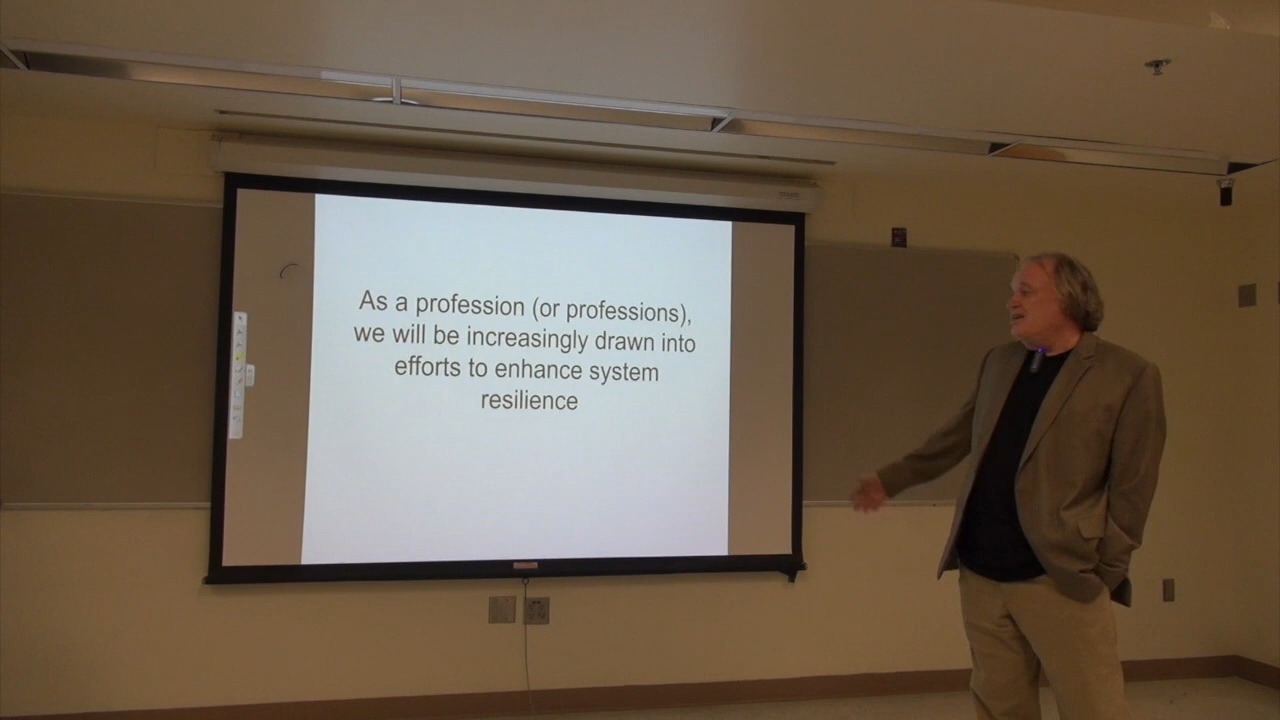 As a profession (or professions),
we will be increasingly drawn into
efforts to enhance system
resilience